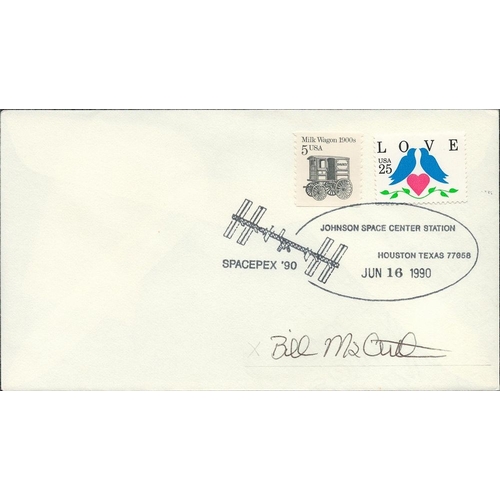 Milk Wagon 1900s
5 USA
LOVE
USA
25
JOHNSON SPACE CENTER STATION
HOUSTON TEXAS 77058
JUN 16 1990
SPACEPEX '90
X Bill